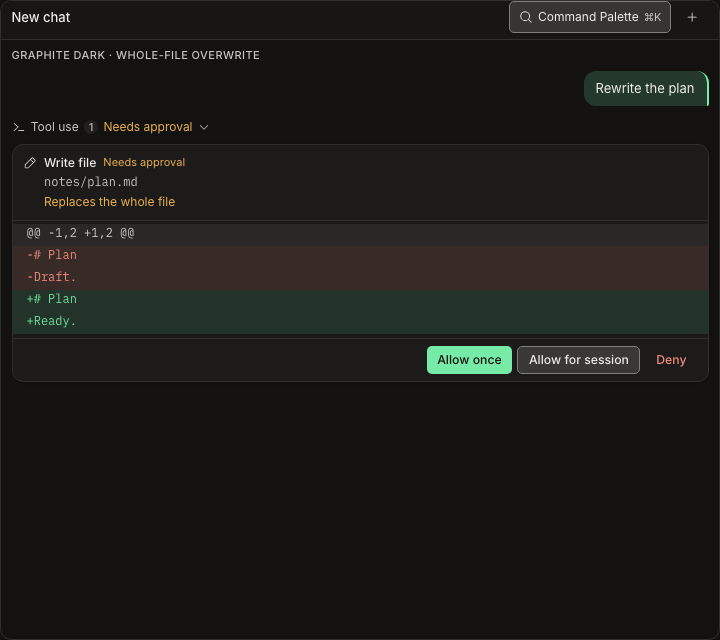 New chat
Command Palette ⌘K +
GRAPHITE DARK · WHOLE-FILE OVERWRITE
Rewrite the plan
Tool use 1 Needs approval
Write file Needs approval
notes/plan.md
Replaces the whole file
@@ -1,2 +1,2 @@
-# Plan
-Draft.
+# Plan
+Ready.
Allow once Allow for session Deny